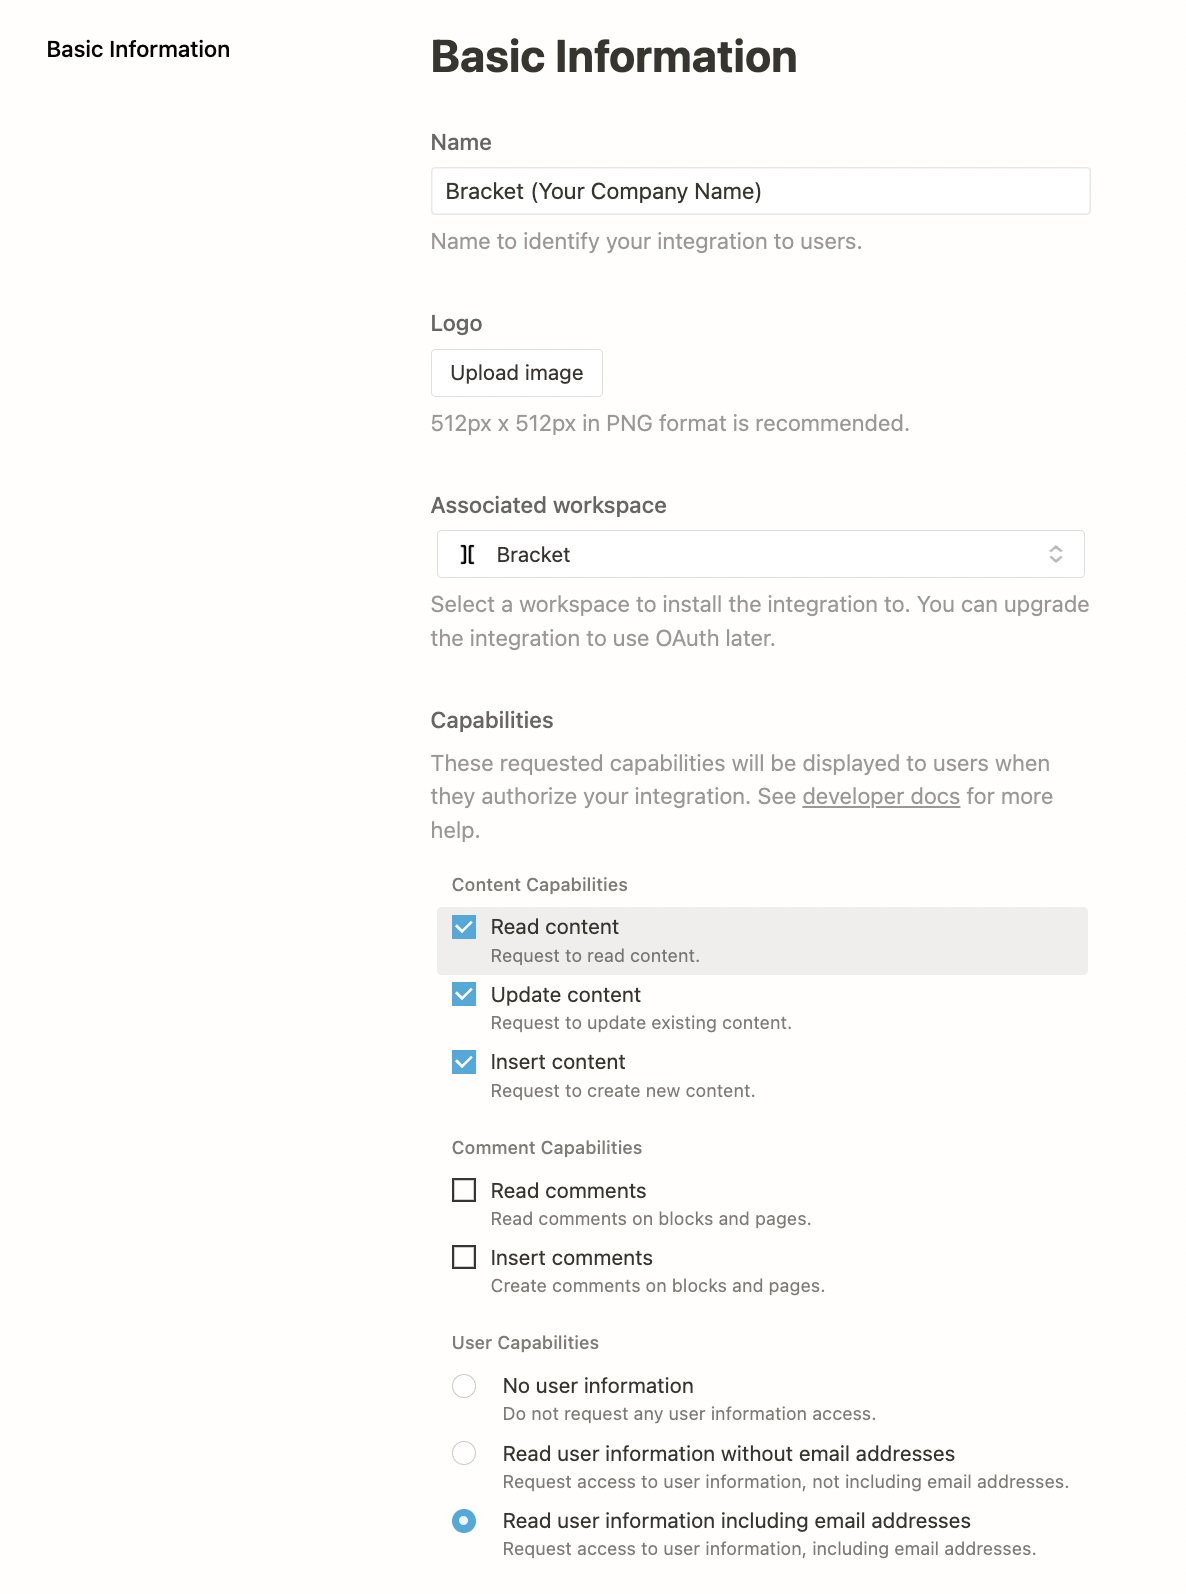 Basic Information
Basic Information
Name
Bracket (Your Company Name)
Name to identify your integration to users.
Logo
Upload image
512px x 512px in PNG format is recommended.
Associated workspace
][ Bracket
Select a workspace to install the integration to. You can upgrade
the integration to use OAuth later.
Capabilities
These requested capabilities will be displayed to users when
they authorize your integration. See developer docs for more
help.
Content Capabilities
Read content
Request to read content.
Update content
Request to update existing content.
Insert content
Request to create new content.
Comment Capabilities
Read comments
Read comments on blocks and pages.
Insert comments
Create comments on blocks and pages.
User Capabilities
No user information
Do not request any user information access.
Read user information without email addresses
Request access to user information, not including email addresses.
Read user information including email addresses
Request access to user information, including email addresses.